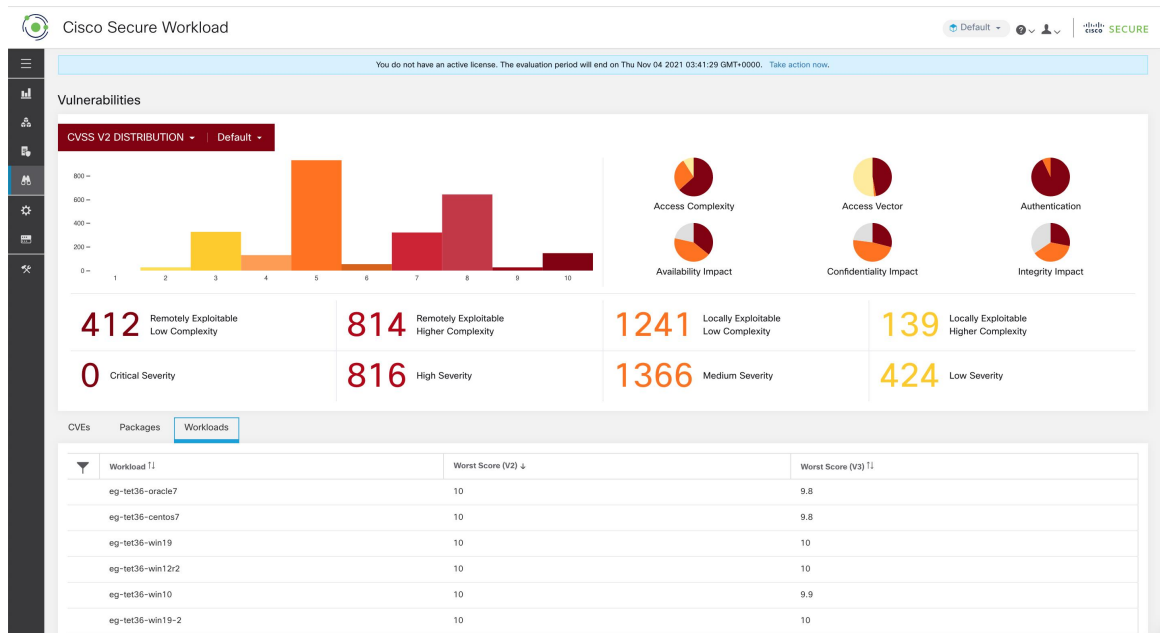 Cisco Secure Workload
Default
cisco SECURE
You do not have an active license. The evaluation period will end on Thu Nov 04 2021 03:41:29 GMT+0000. Take action now.
Vulnerabilities
CVSS V2 DISTRIBUTION | Default
800
600
400
200
0
1 2 3 4 5 6 7 8 9 10
Access Complexity
Access Vector
Authentication
Availability Impact
Confidentiality Impact
Integrity Impact
412 Remotely Exploitable
Low Complexity
814 Remotely Exploitable
Higher Complexity
1241 Locally Exploitable
Low Complexity
139 Locally Exploitable
Higher Complexity
0 Critical Severity
816 High Severity
1366 Medium Severity
424 Low Severity
CVEs Packages Workloads
Workload Worst Score (V2) Worst Score (V3)
eg-tet36-oracle7 10 9.8
eg-tet36-centos7 10 9.8
eg-tet36-win19 10 10
eg-tet36-win12r2 10 10
eg-tet36-win10 10 9.9
eg-tet36-win19-2 10 10